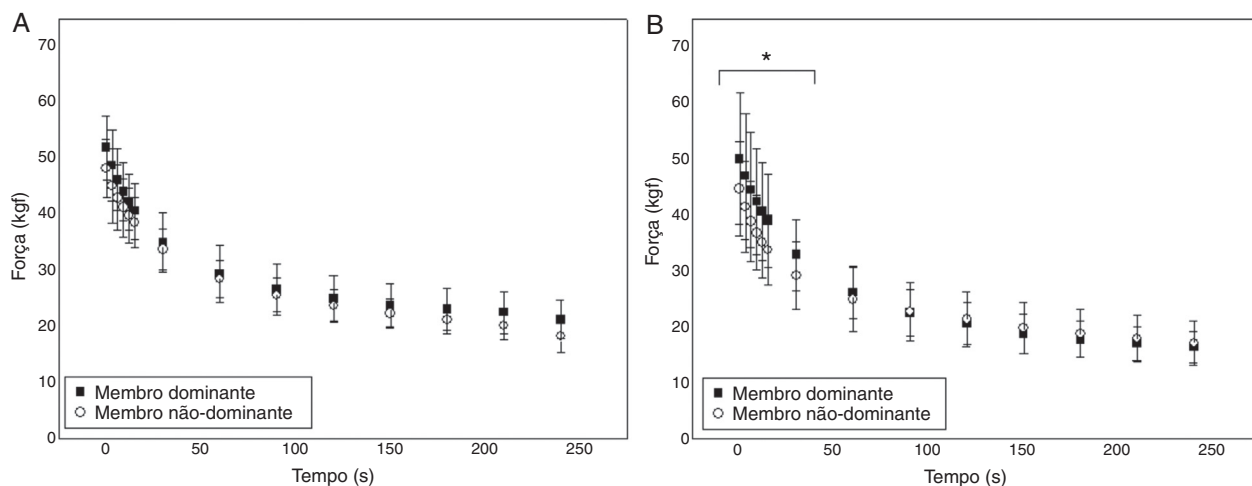 A
70
60
50
40
30
20
10
0
Força (kgf)
Membro dominante
Membro não-dominante
0 50 100 150 200 250
Tempo (s)
B
70
*
60
50
40
30
20
10
0
Força (kgf)
Membro dominante
Membro não-dominante
0 50 100 150 200 250
Tempo (s)